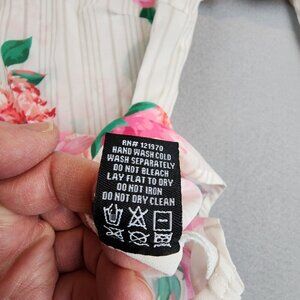 RN# 121970
HAND WASH COLD
WASH SEPARATELY
DO NOT BLEACH
LAY FLAT TO DRY
DO NOT IRON
DO NOT DRY CLEAN